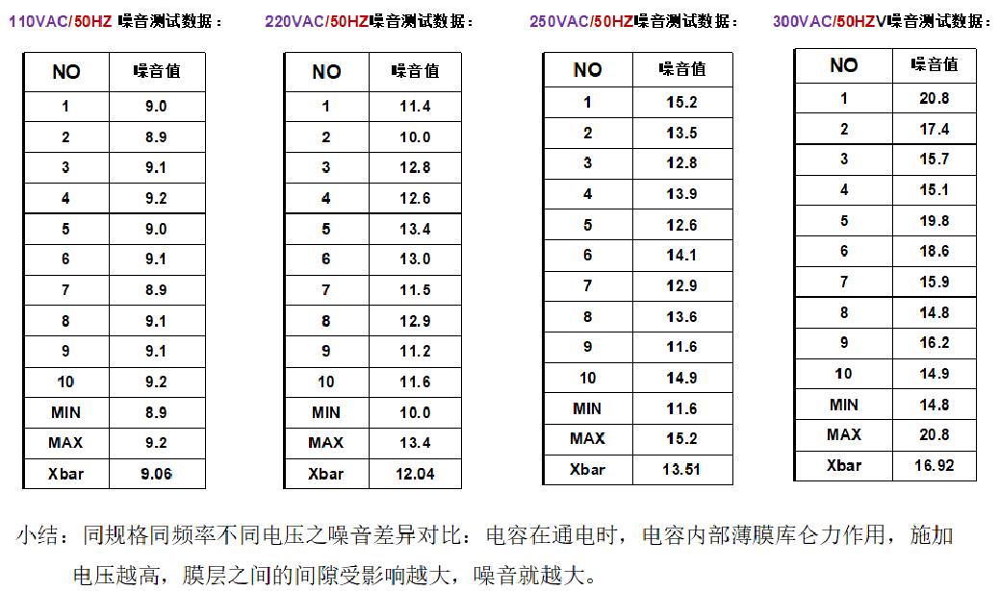 110VAC/50HZ 噪音测试数据： 220VAC/50HZ噪音测试数据： 250VAC/50HZ噪音测试数据： 300VAC/50HZV噪音测试数据：
NO 噪音值 NO 噪音值 NO 噪音值 NO 噪音值
1 9.0 1 11.4 1 15.2 1 20.8
2 8.9 2 10.0 2 13.5 2 17.4
3 9.1 3 12.8 3 12.8 3 15.7
4 9.2 4 12.6 4 13.9 4 15.1
5 9.0 5 13.4 5 12.6 5 19.8
6 9.1 6 13.0 6 14.1 6 18.6
7 8.9 7 11.5 7 12.9 7 15.9
8 9.1 8 12.9 8 13.6 8 14.8
9 9.1 9 11.2 9 11.6 9 16.2
10 9.2 10 11.6 10 14.9 10 14.9
MIN 8.9 MIN 10.0 MIN 11.6 MIN 14.8
MAX 9.2 MAX 13.4 MAX 15.2 MAX 20.8
Xbar 9.06 Xbar 12.04 Xbar 13.51 Xbar 16.92
小结：同规格同频率不同电压之噪音差异对比：电容在通电时，电容内部薄膜库仑力作用，施加
电压越高，膜层之间的间隙受影响越大，噪音就越大。